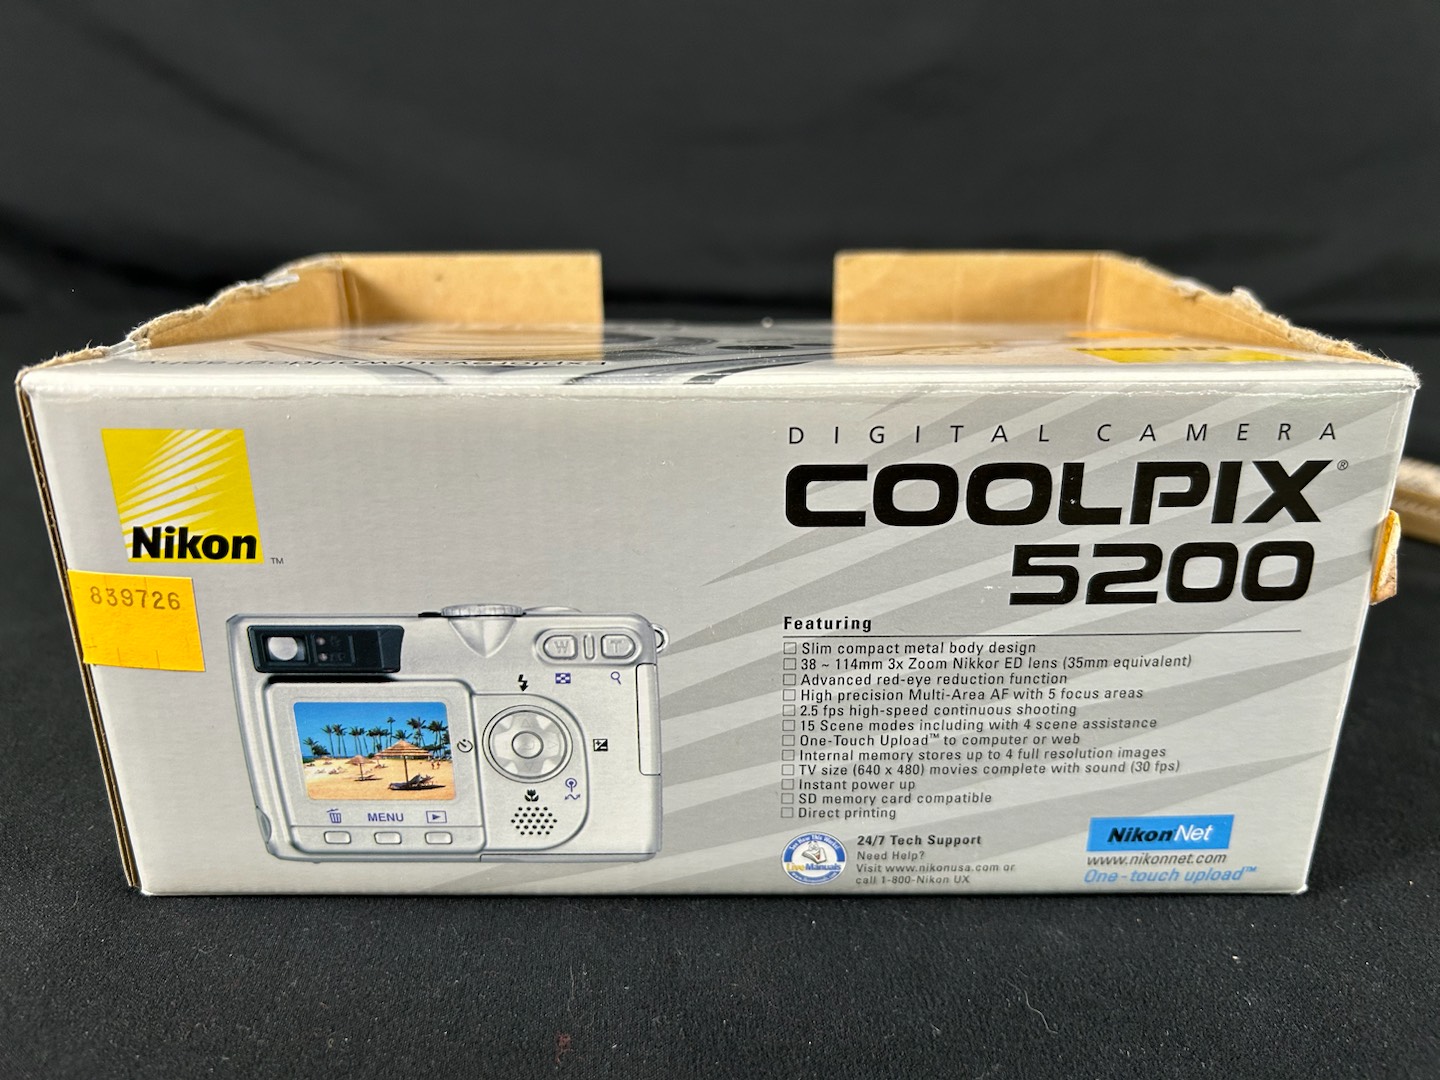 Nikon
TM
839726
W T
MENU
DIGITAL CAMERA
COOLPIX®
5200
Featuring
Slim compact metal body design
38 ~ 114mm 3x Zoom Nikkor ED lens (35mm equivalent)
Advanced red-eye reduction function
High precision Multi-Area AF with 5 focus areas
2.5 fps high-speed continuous shooting
15 Scene modes including with 4 scene assistance
One-Touch Upload™ to computer or web
Internal memory stores up to 4 full resolution images
TV size (640 x 480) movies complete with sound (30 fps)
Instant power up
SD memory card compatible
Direct printing
LiveManuals
24/7 Tech Support
Need Help?
Visit www.nikonusa.com or
call 1-800-Nikon UX
Nikon Net
www.nikonnet.com
One-touch upload™